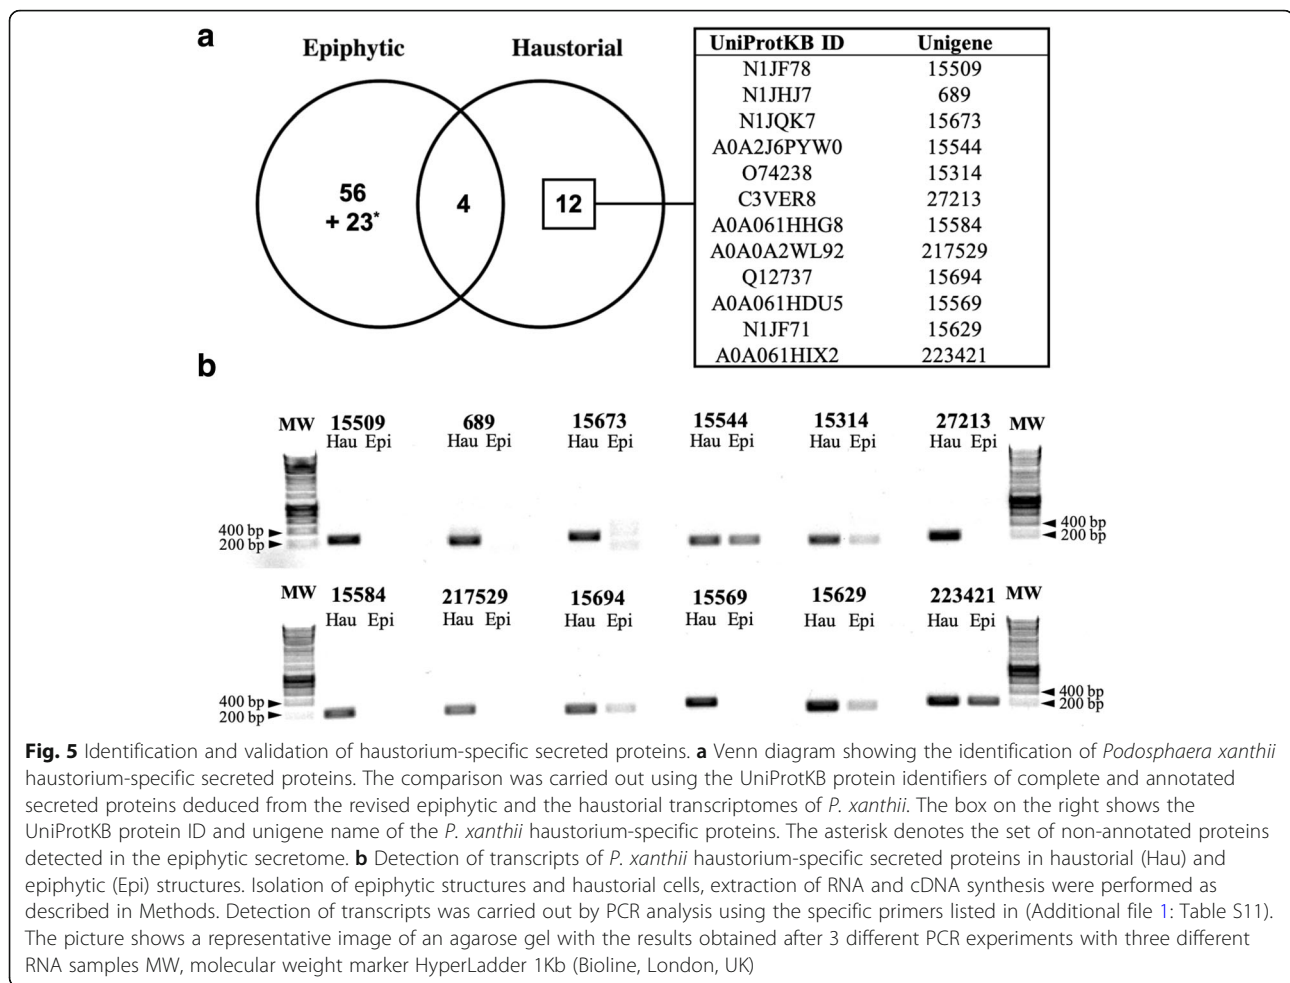 a
Epiphytic Haustorial
56
+ 23*
4
12
UniProtKB ID Unigene
N1JF78 15509
N1JHJ7 689
N1JQK7 15673
A0A2J6PYW0 15544
O74238 15314
C3VER8 27213
A0A061HHG8 15584
A0A0A2WL92 217529
Q12737 15694
A0A061HDU5 15569
N1JF71 15629
A0A061HIX2 223421
b
MW 15509 689 15673 15544 15314 27213 MW
Hau Epi Hau Epi Hau Epi Hau Epi Hau Epi Hau Epi
400 bp 400 bp
200 bp 200 bp
MW 15584 217529 15694 15569 15629 223421 MW
Hau Epi Hau Epi Hau Epi Hau Epi Hau Epi Hau Epi
400 bp 400 bp
200 bp 200 bp
Fig. 5 Identification and validation of haustorium-specific secreted proteins. a Venn diagram showing the identification of Podosphaera xanthii
haustorium-specific secreted proteins. The comparison was carried out using the UniProtKB protein identifiers of complete and annotated
secreted proteins deduced from the revised epiphytic and the haustorial transcriptomes of P. xanthii. The box on the right shows the
UniProtKB protein ID and unigene name of the P. xanthii haustorium-specific proteins. The asterisk denotes the set of non-annotated proteins
detected in the epiphytic secretome. b Detection of transcripts of P. xanthii haustorium-specific secreted proteins in haustorial (Hau) and
epiphytic (Epi) structures. Isolation of epiphytic structures and haustorial cells, extraction of RNA and cDNA synthesis were performed as
described in Methods. Detection of transcripts was carried out by PCR analysis using the specific primers listed in (Additional file 1: Table S11).
The picture shows a representative image of an agarose gel with the results obtained after 3 different PCR experiments with three different
RNA samples MW, molecular weight marker HyperLadder 1Kb (Bioline, London, UK)